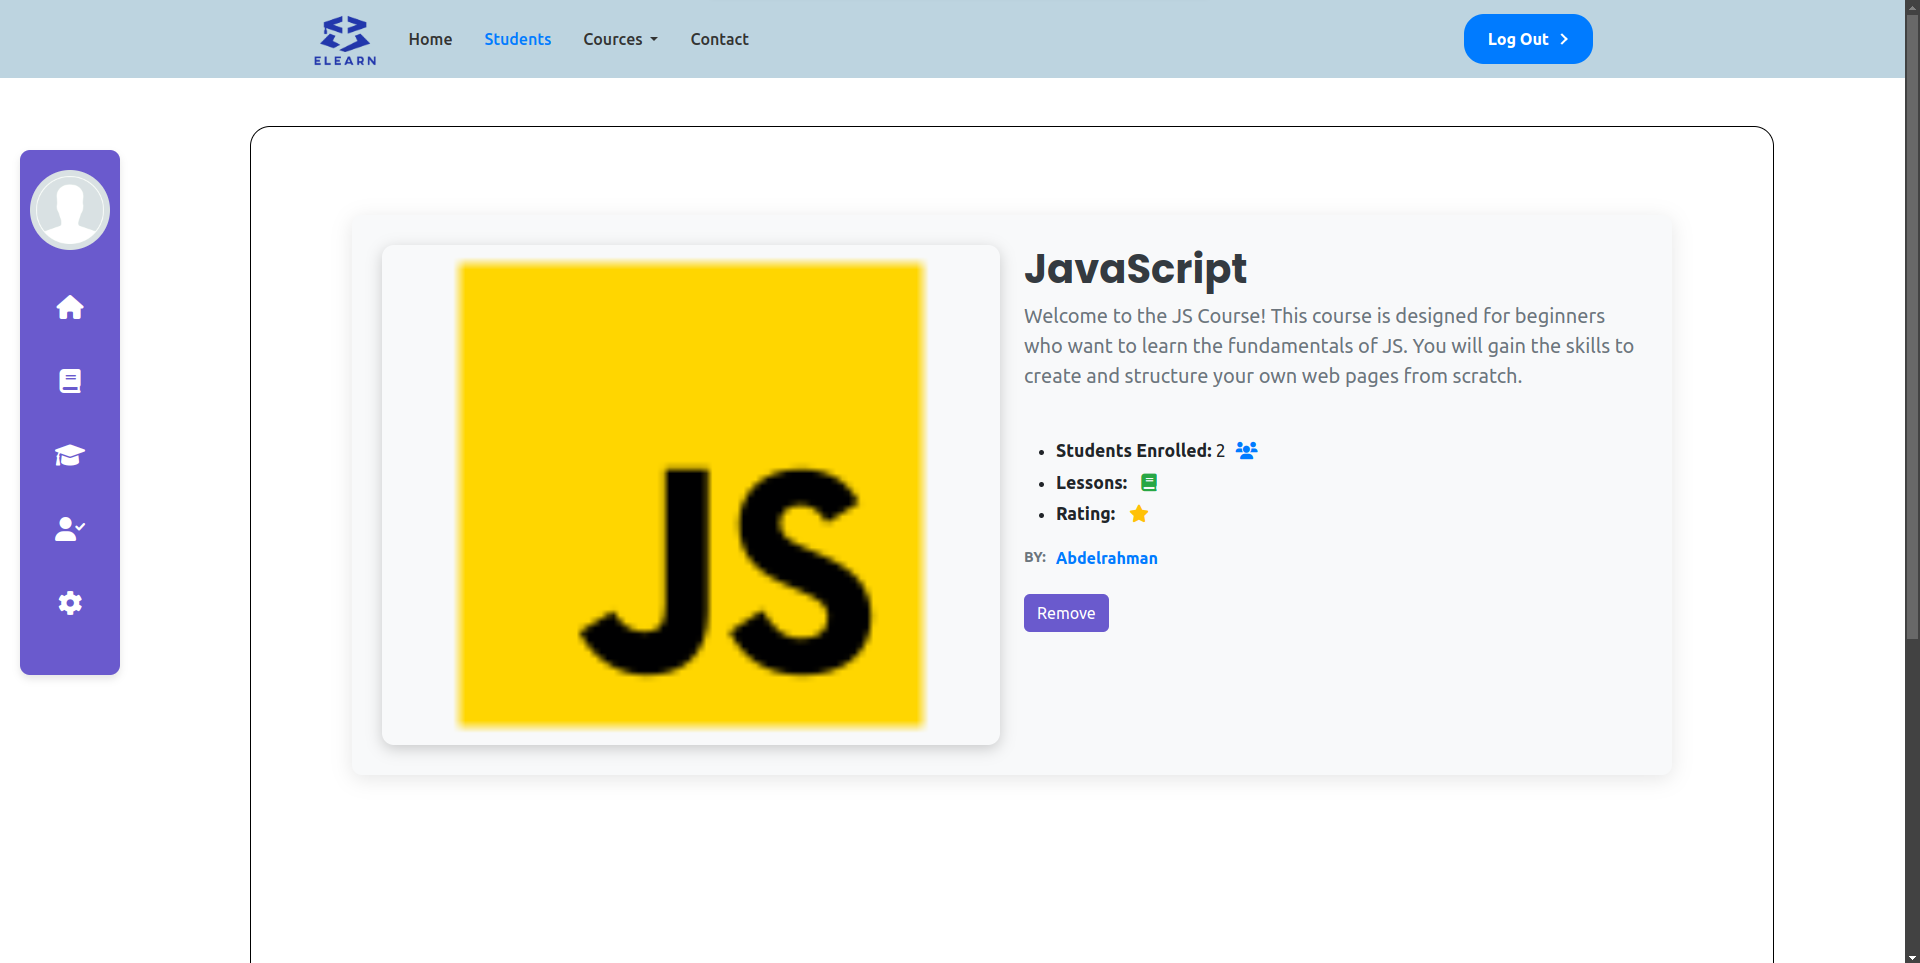 ELEARN
Home
Students
Cources
Contact
Log Out
JS
JavaScript
Welcome to the JS Course! This course is designed for beginners
who want to learn the fundamentals of JS. You will gain the skills to
create and structure your own web pages from scratch.
Students Enrolled: 2
Lessons:
Rating:
BY: Abdelrahman
Remove